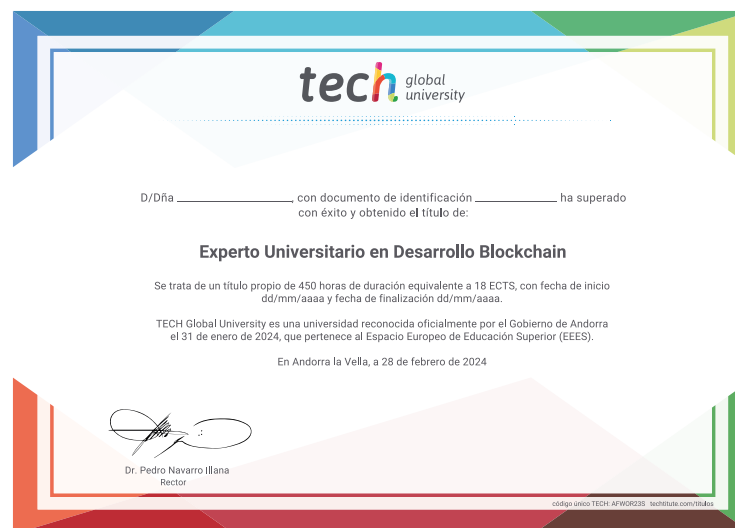 tech global university
D/Dña ____________________, con documento de identificación ______________ ha superado
con éxito y obtenido el título de:
Experto Universitario en Desarrollo Blockchain
Se trata de un título propio de 450 horas de duración equivalente a 18 ECTS, con fecha de inicio
dd/mm/aaaa y fecha de finalización dd/mm/aaaa.
TECH Global University es una universidad reconocida oficialmente por el Gobierno de Andorra
el 31 de enero de 2024, que pertenece al Espacio Europeo de Educación Superior (EEES).
En Andorra la Vella, a 28 de febrero de 2024
Dr. Pedro Navarro Illana
Rector
código único TECH: AFWOR23S techtitute.com/titulos